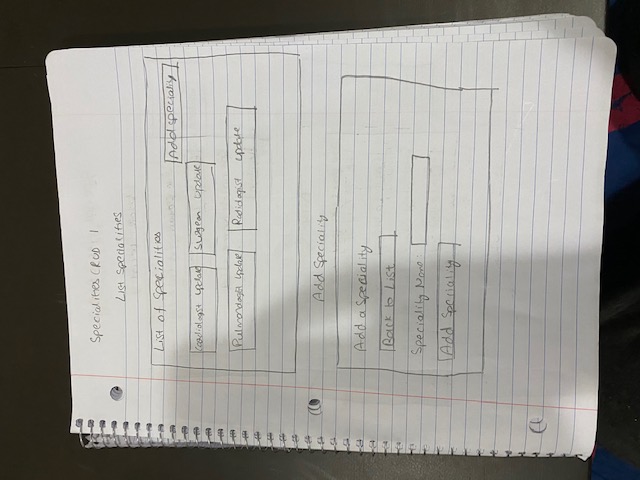 Specialities CRUD 1
List Specialities
List of Specialities
Add speciality
Cardiologist update Surgeon update
Pulmonologist update Radiologist update
Add Speciality
Add a Speciality
Back to List
Speciality Name:
Add Speciality